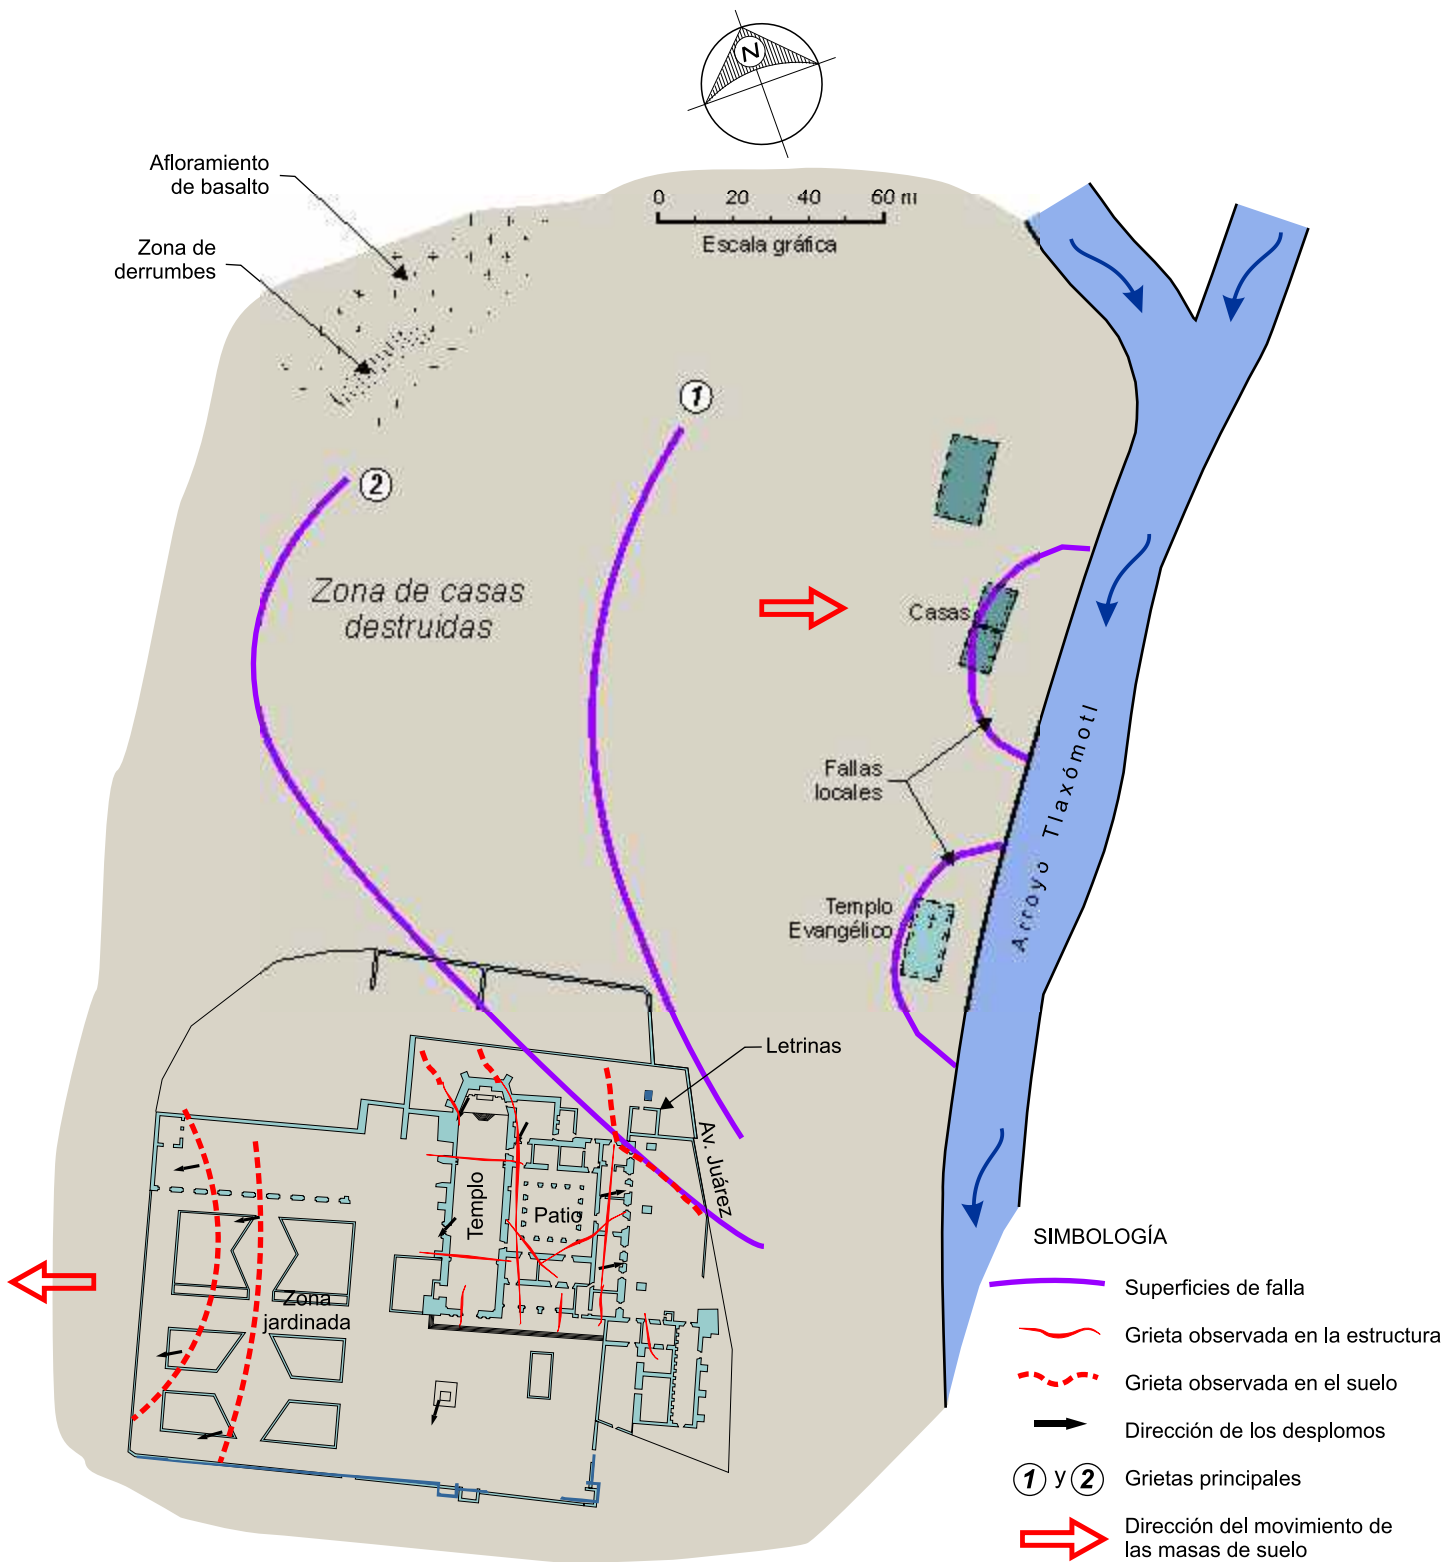 N
Afloramiento
de basalto
0 20 40 60 m
Escala gráfica
Zona de
derrumbes
1
2
Zona de casas
destruidas
Casas
Fallas
locales
Arroyo Tlaxómotl
Templo
Evangélico
Letrinas
Av. Juárez
Templo
Patio
Zona
jardinada
SIMBOLOGÍA
Superficies de falla
Grieta observada en la estructura
Grieta observada en el suelo
Dirección de los desplomos
1 y 2 Grietas principales
Dirección del movimiento de
las masas de suelo